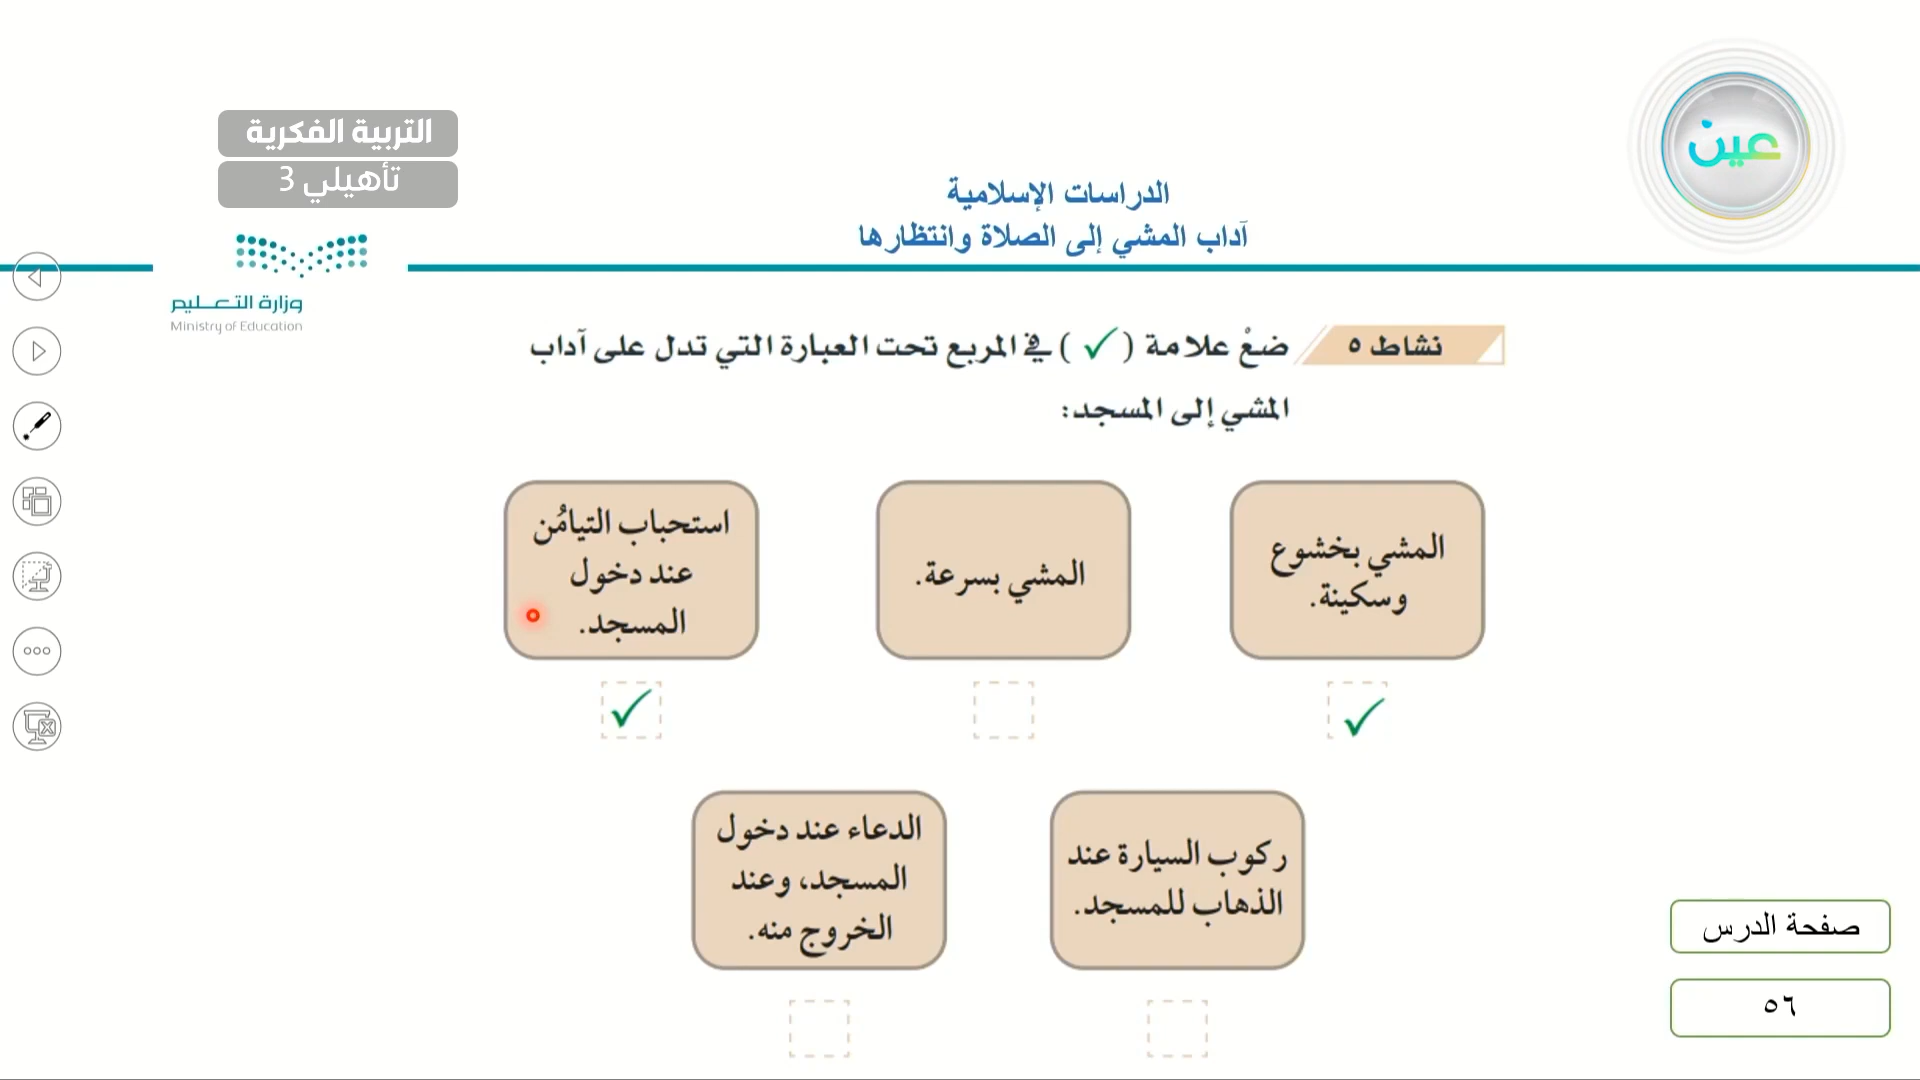 عين
التربية الفكرية
تأهيلي 3
الدراسات الإسلامية
آداب المشي إلى الصلاة وانتظارها
وزارة التعليم
Ministry of Education
نشاط ٥
ضعْ علامة (✓) في المربع تحت العبارة التي تدل على آداب
المشي إلى المسجد:
المشي بخشوع
وسكينة.
المشي بسرعة.
استحباب التيامُن
عند دخول
المسجد.
ركوب السيارة عند
الذهاب للمسجد.
الدعاء عند دخول
المسجد، وعند
الخروج منه.
صفحة الدرس
٥٦